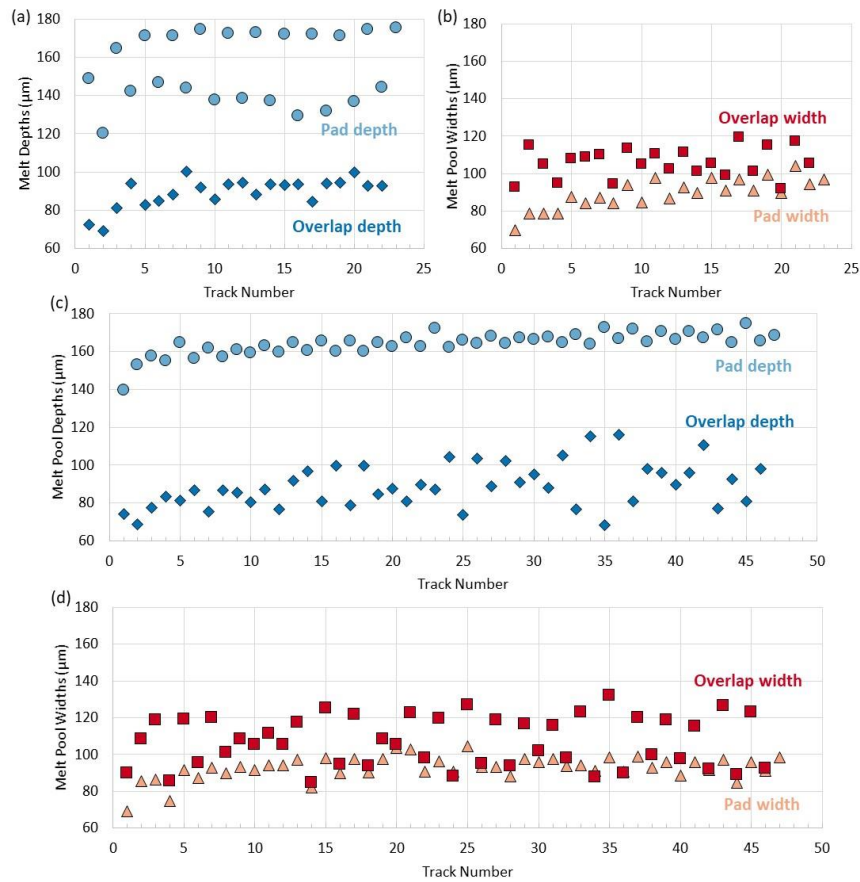 (a)
180
160
140
120
100
80
60
Melt Depths (µm)
Pad depth
Overlap depth
0 5 10 15 20 25
Track Number
(b)
180
160
140
120
100
80
60
Melt Pool Widths (µm)
Overlap width
Pad width
0 5 10 15 20 25
Track Number
(c)
180
160
140
120
100
80
60
Melt Pool Depths (µm)
Pad depth
Overlap depth
0 5 10 15 20 25 30 35 40 45 50
Track Number
(d)
180
160
140
120
100
80
60
Melt Pool Widths (µm)
Overlap width
Pad width
0 5 10 15 20 25 30 35 40 45 50
Track Number